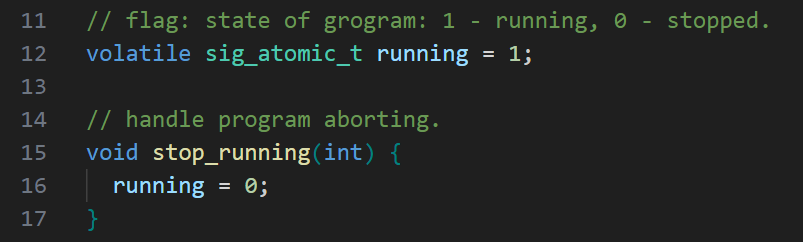 11 // flag: state of grogram: 1 - running, 0 - stopped.
12 volatile sig_atomic_t running = 1;
13
14 // handle program aborting.
15 void stop_running(int) {
16   running = 0;
17 }